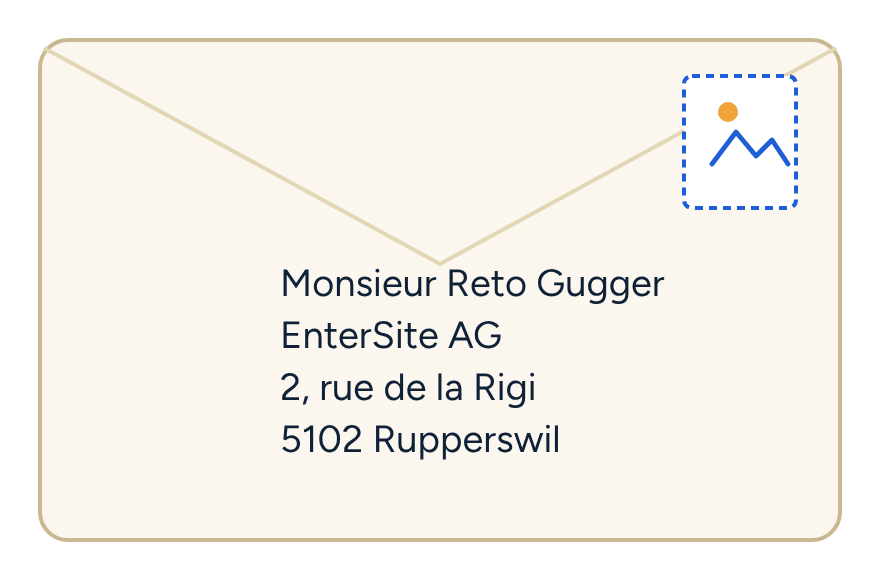 Monsieur Reto Gugger
EnterSite AG
2, rue de la Rigi
5102 Rupperswil